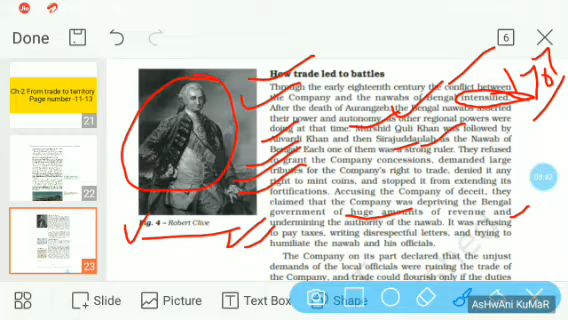 Jio
Done
6
Ch-2 From trade to territory
Page number -11-13
21
22
23
How trade led to battles
Through the early eighteenth century the conflict between
the Company and the nawabs of Bengal intensified.
After the death of Aurangzeb, the Bengal nawabs asserted
their power and autonomy, as other regional powers were
doing at that time. Murshid Quli Khan was followed by
Alivardi Khan and then Sirajuddaulah as the Nawab of
Bengal. Each one of them was a strong ruler. They refused
to grant the Company concessions, demanded large
tributes for the Company's right to trade, denied it any
right to mint coins, and stopped it from extending its
fortifications. Accusing the Company of deceit, they
claimed that the Company was depriving the Bengal
government of huge amounts of revenue and
undermining the authority of the nawab. It was refusing
to pay taxes, writing disrespectful letters, and trying to
humiliate the nawab and his officials.
The Company on its part declared that the unjust
demands of the local officials were ruining the trade of
the Company, and trade could flourish only if the duties
Fig. 4 – Robert Clive
Slide
Picture
Text Box
Shape
AsHwAni KuMaR